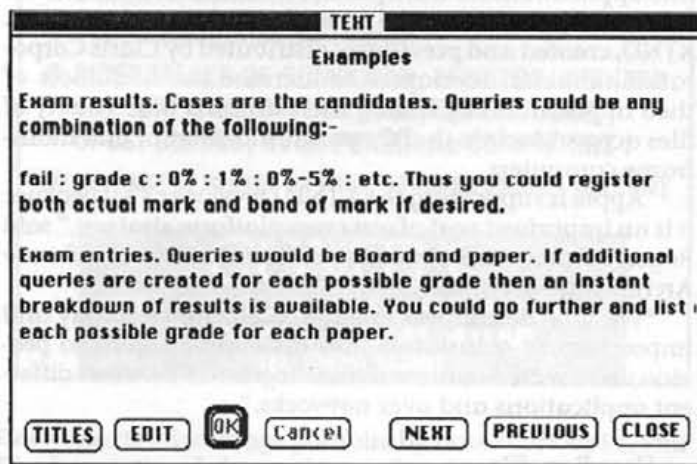 TEXT
Examples
Exam results. Cases are the candidates. Queries could be any
combination of the following:-
fail : grade c : 0% : 1% : 0%-5% : etc. Thus you could register
both actual mark and band of mark if desired.
Exam entries. Queries would be Board and paper. If additional
queries are created for each possible grade then an instant
breakdown of results is available. You could go further and list
each possible grade for each paper.
TITLES EDIT OK Cancel NEXT PREVIOUS CLOSE